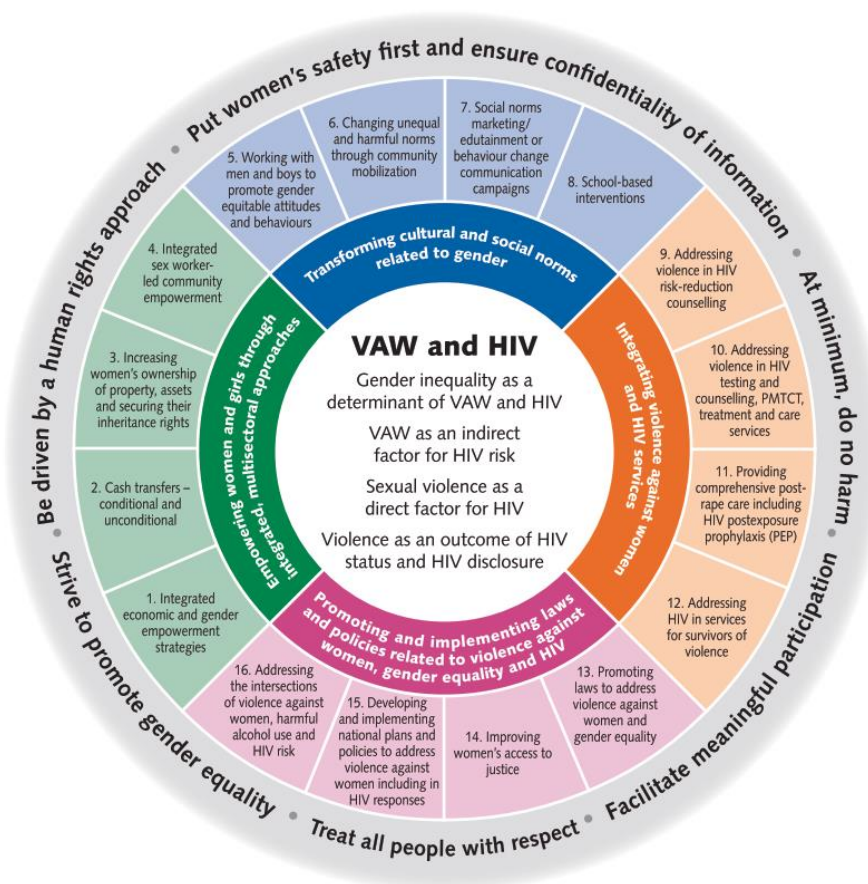 Put women's safety first and ensure confidentiality of information
At minimum, do no harm
Facilitate meaningful participation
Treat all people with respect
Strive to promote gender equality
Be driven by a human rights approach
VAW and HIV
Gender inequality as a
determinant of VAW and HIV
VAW as an indirect
factor for HIV risk
Sexual violence as a
direct factor for HIV
Violence as an outcome of HIV
status and HIV disclosure
Empowering women and girls through
integrated, multisectoral approaches
1. Integrated
economic and gender
empowerment
strategies
2. Cash transfers –
conditional and
unconditional
3. Increasing
women's ownership
of property, assets
and securing their
inheritance rights
4. Integrated
sex worker-
led community
empowerment
Transforming cultural and social norms
related to gender
5. Working with
men and boys to
promote gender
equitable attitudes
and behaviours
6. Changing unequal
and harmful norms
through community
mobilization
7. Social norms
marketing/
edutainment or
behaviour change
communication
campaigns
8. School-based
interventions
Integrating violence against women
and HIV services
9. Addressing
violence in HIV
risk-reduction
counselling
10. Addressing
violence in HIV
testing and
counselling, PMTCT,
treatment and care
services
11. Providing
comprehensive post-
rape care including
HIV postexposure
prophylaxis (PEP)
12. Addressing
HIV in services
for survivors of
violence
Promoting and implementing laws
and policies related to violence against
women, gender equality and HIV
13. Promoting
laws to address
violence against
women and
gender equality
14. Improving
women's access to
justice
15. Developing
and implementing
national plans and
policies to address
violence against
women including in
HIV responses
16. Addressing
the intersections
of violence against
women, harmful
alcohol use and
HIV risk